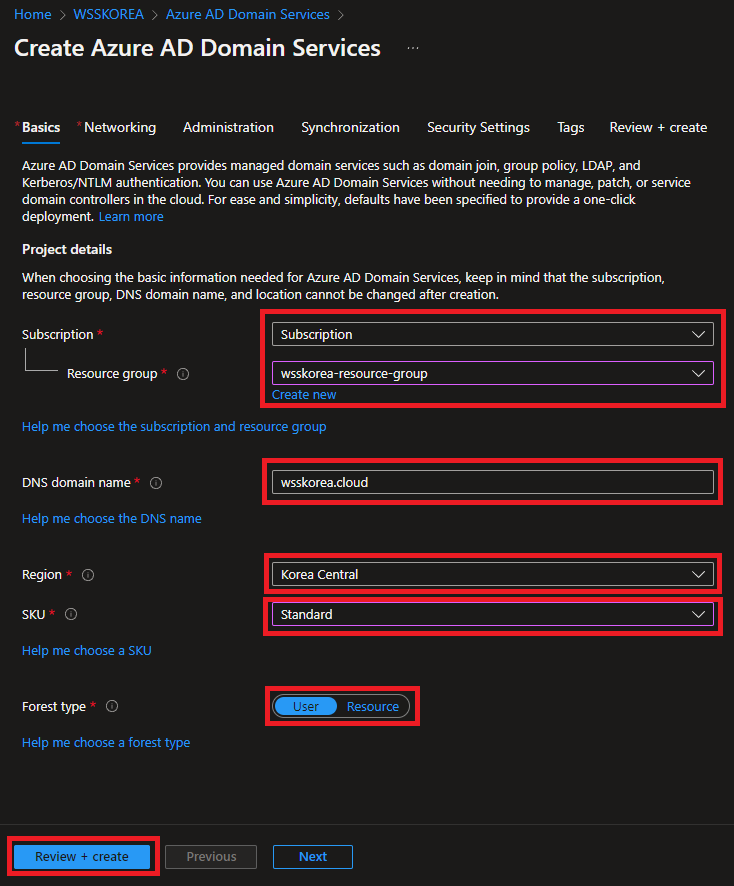 Home > WSSKOREA > Azure AD Domain Services >
Create Azure AD Domain Services ...
* Basics * Networking Administration Synchronization Security Settings Tags Review + create
Azure AD Domain Services provides managed domain services such as domain join, group policy, LDAP, and
Kerberos/NTLM authentication. You can use Azure AD Domain Services without needing to manage, patch, or service
domain controllers in the cloud. For ease and simplicity, defaults have been specified to provide a one-click
deployment. Learn more
Project details
When choosing the basic information needed for Azure AD Domain Services, keep in mind that the subscription,
resource group, DNS domain name, and location cannot be changed after creation.
Subscription * Subscription
Resource group * wsskorea-resource-group
Create new
Help me choose the subscription and resource group
DNS domain name * wsskorea.cloud
Help me choose the DNS name
Region * Korea Central
SKU * Standard
Help me choose a SKU
Forest type * User Resource
Help me choose a forest type
Review + create Previous Next